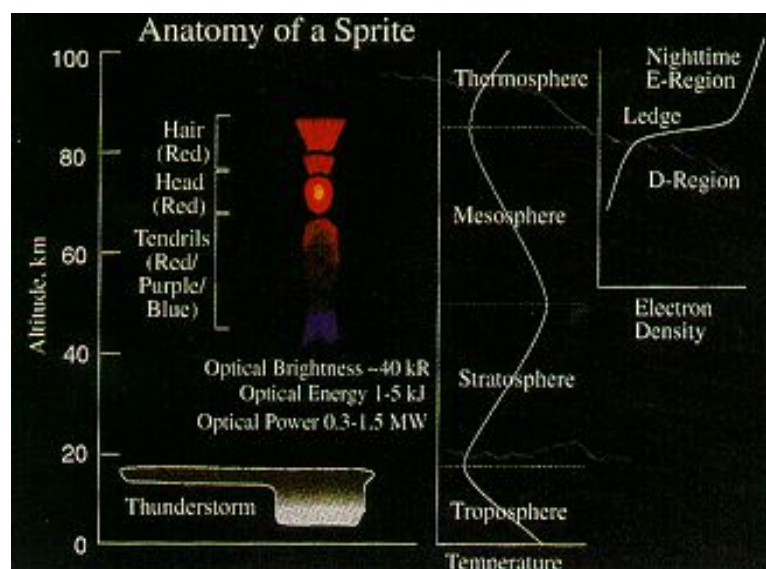 Anatomy of a Sprite
100
80
60
40
20
0
Altitude, km
Hair
(Red)
Head
(Red)
Tendrils
(Red/
Purple/
Blue)
Optical Brightness ~40 kR
Optical Energy 1-5 kJ
Optical Power 0.3-1.5 MW
Thunderstorm
Thermosphere
Mesosphere
Stratosphere
Troposphere
Temperature
Nighttime
E-Region
Ledge
D-Region
Electron
Density